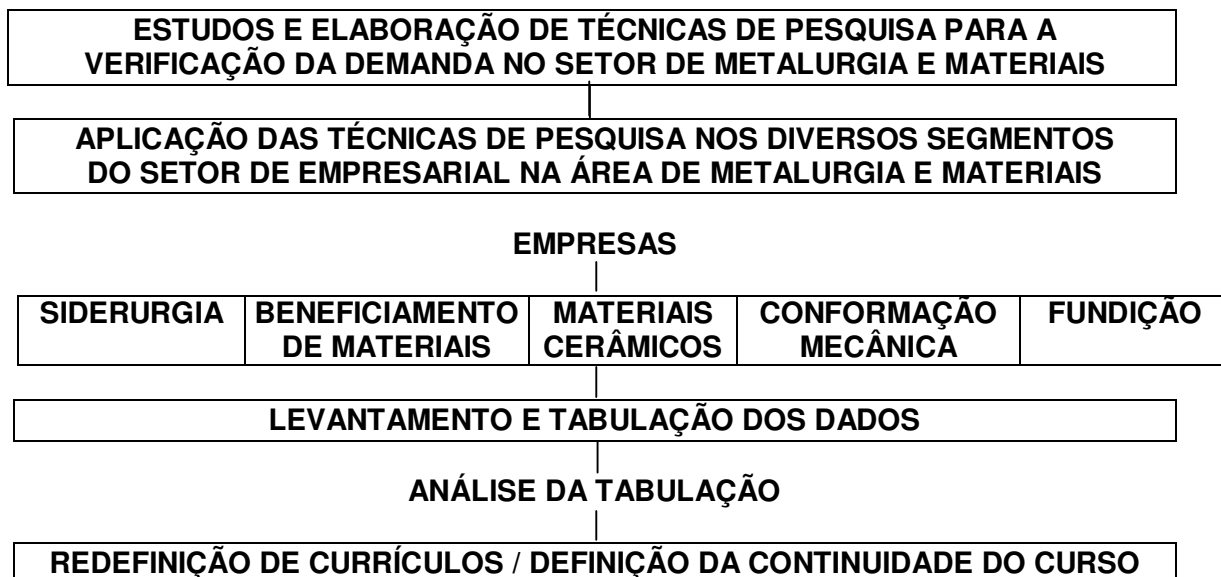 ESTUDOS E ELABORAÇÃO DE TÉCNICAS DE PESQUISA PARA A
VERIFICAÇÃO DA DEMANDA NO SETOR DE METALURGIA E MATERIAIS
APLICAÇÃO DAS TÉCNICAS DE PESQUISA NOS DIVERSOS SEGMENTOS
DO SETOR DE EMPRESARIAL NA ÁREA DE METALURGIA E MATERIAIS
EMPRESAS
SIDERURGIA
BENEFICIAMENTO
DE MATERIAIS
MATERIAIS
CERÂMICOS
CONFORMAÇÃO
MECÂNICA
FUNDIÇÃO
LEVANTAMENTO E TABULAÇÃO DOS DADOS
ANÁLISE DA TABULAÇÃO
REDEFINIÇÃO DE CURRÍCULOS / DEFINIÇÃO DA CONTINUIDADE DO CURSO